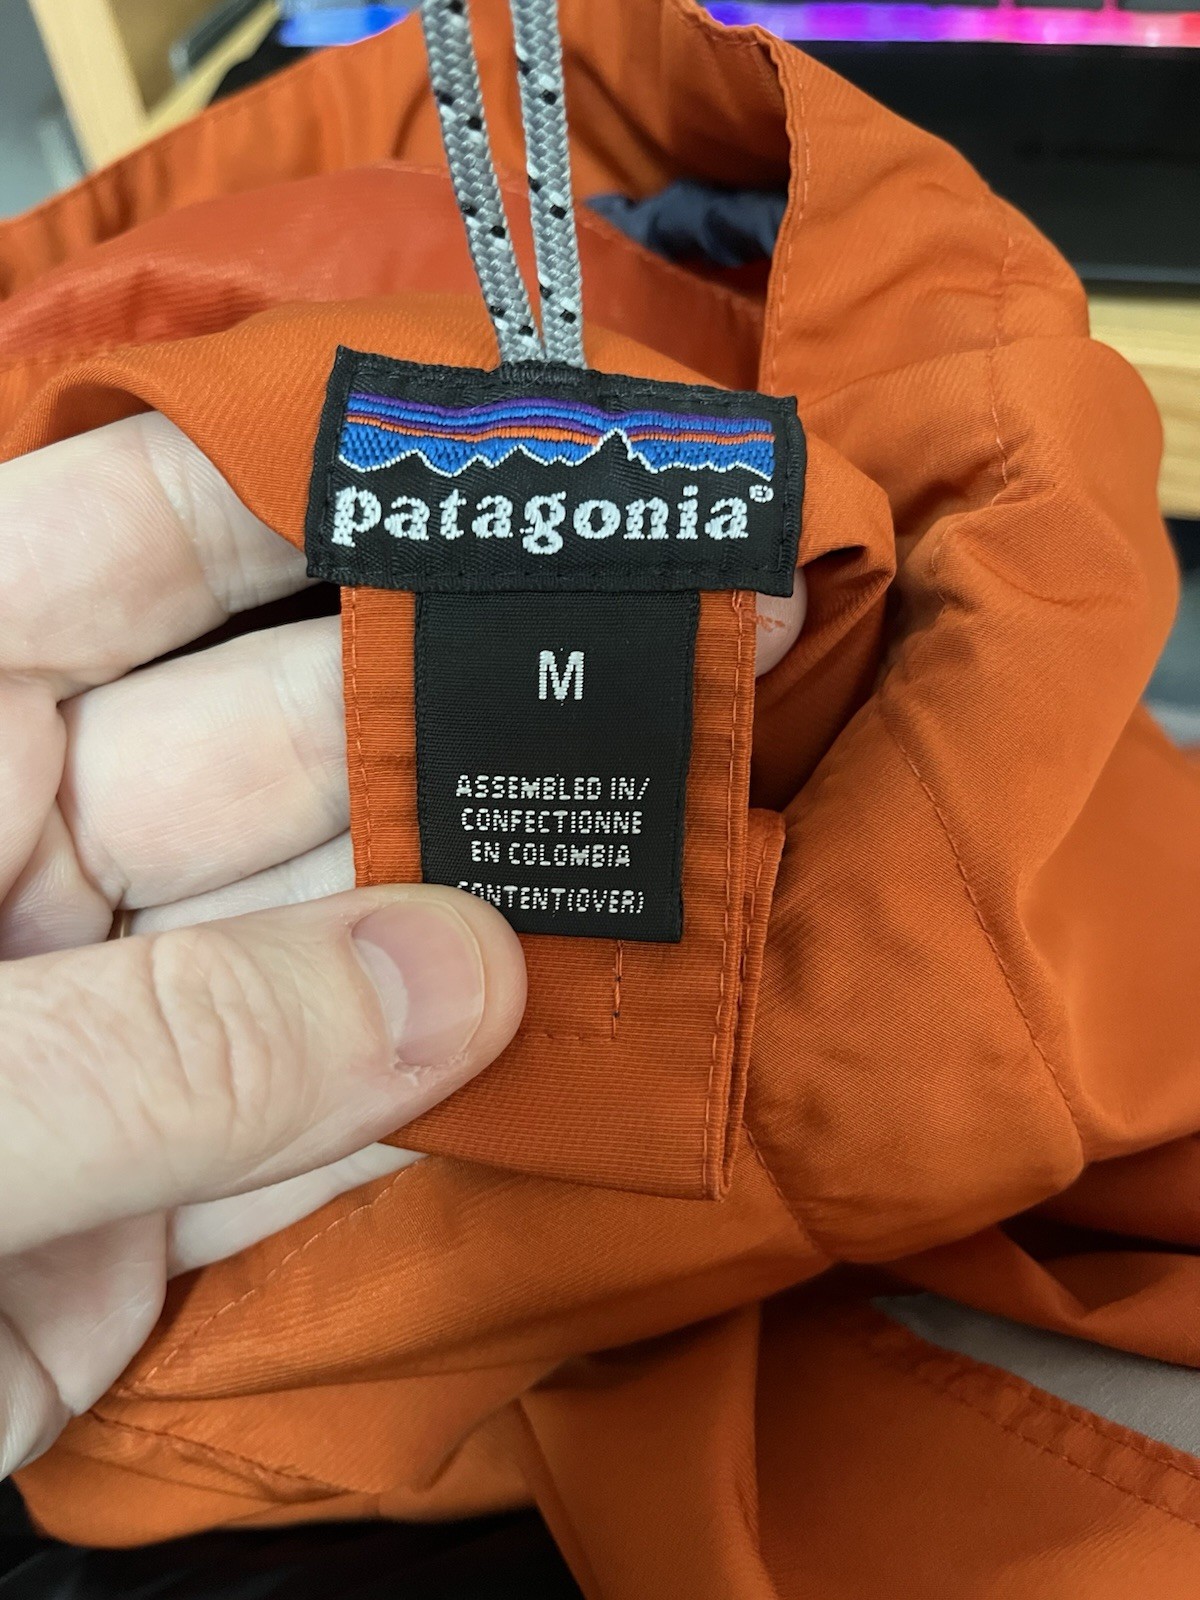 patagonia®
M
ASSEMBLED IN/
CONFECTIONNE
EN COLOMBIA
CONTENT(OVER)